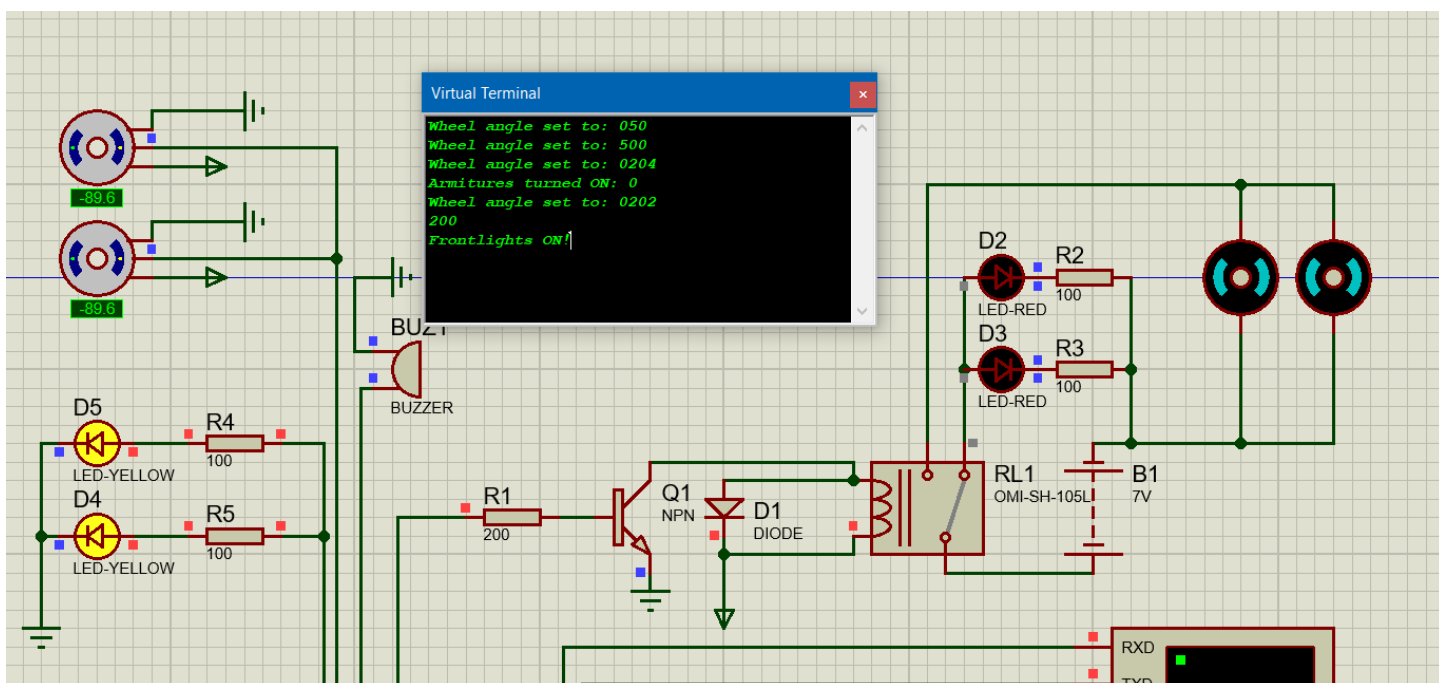 Virtual Terminal
Wheel angle set to: 050
Wheel angle set to: 500
Wheel angle set to: 0204
Armitures turned ON: 0
Wheel angle set to: 0202
200
Frontlights ON!
-89.6
-89.6
BUZ1
BUZZER
D2
LED-RED
R2
100
D3
LED-RED
R3
100
D5
LED-YELLOW
R4
100
D4
LED-YELLOW
R5
100
R1
200
Q1
NPN
D1
DIODE
RL1
OMI-SH-105L
B1
7V
RXD
TXD